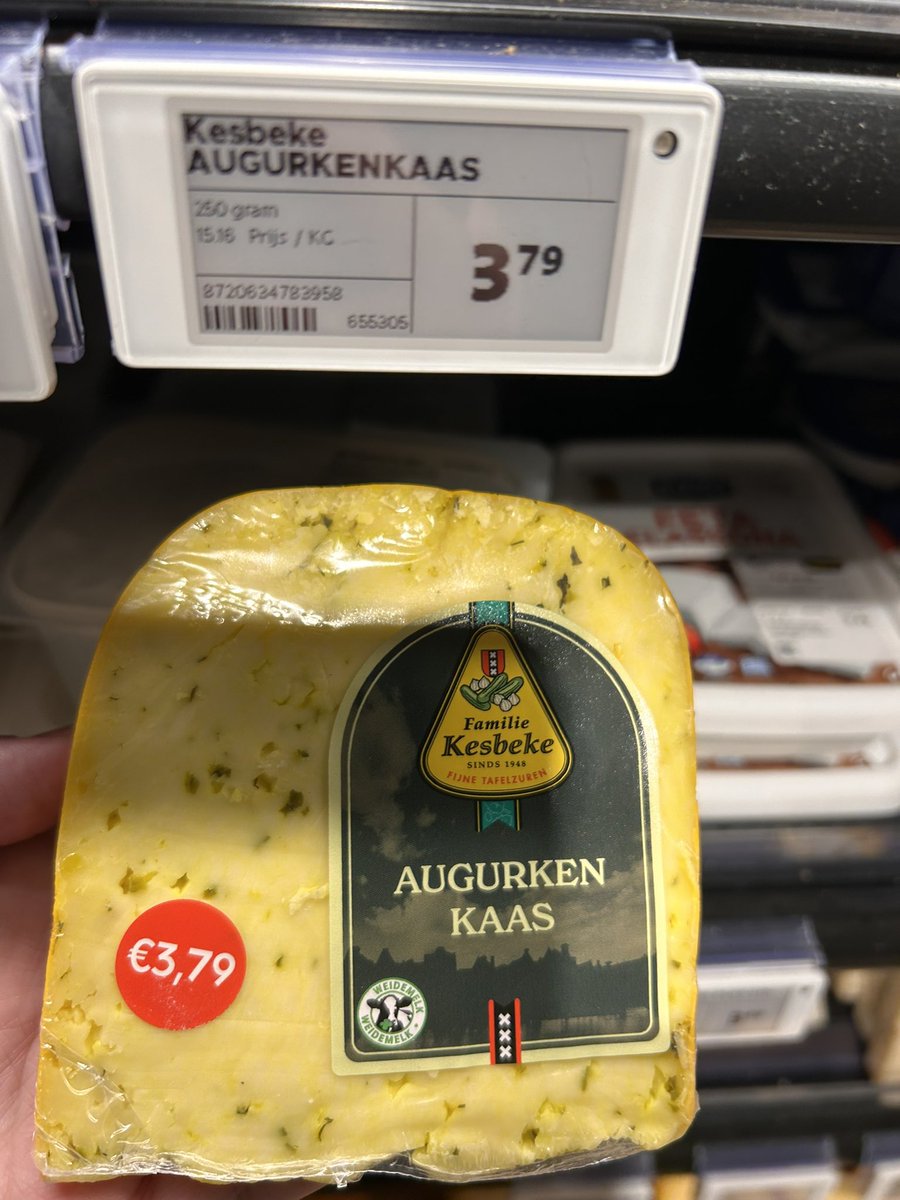 Kesbeke
AUGURKENKAAS
250 gram
15.16 Prijs / KG
3 79
8720634783958
655305
Familie
Kesbeke
SINDS 1948
FIJNE TAFELZUREN
AUGURKEN
KAAS
€3,79
WEIDEMELK
WEIDEMELK
FETA